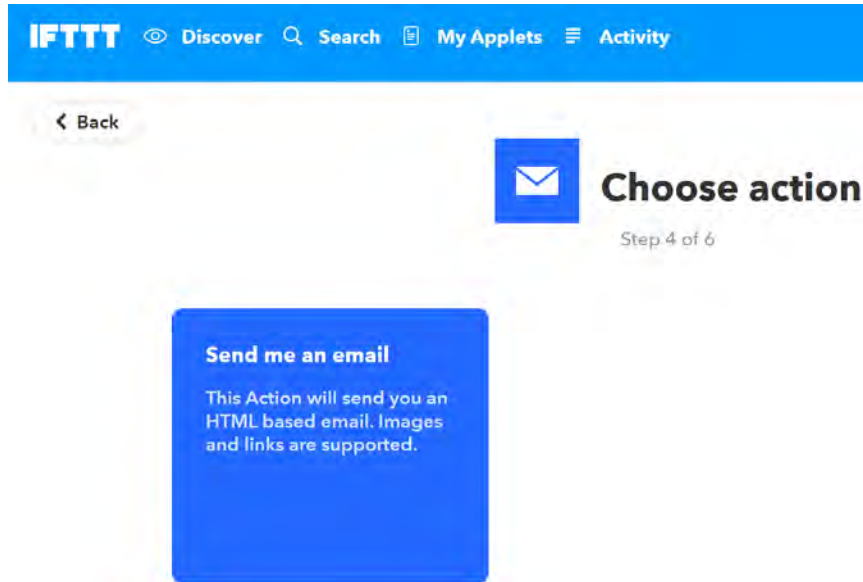 IFTTT Discover Search My Applets Activity
Back
Choose action
Step 4 of 6
Send me an email
This Action will send you an
HTML based email. Images
and links are supported.